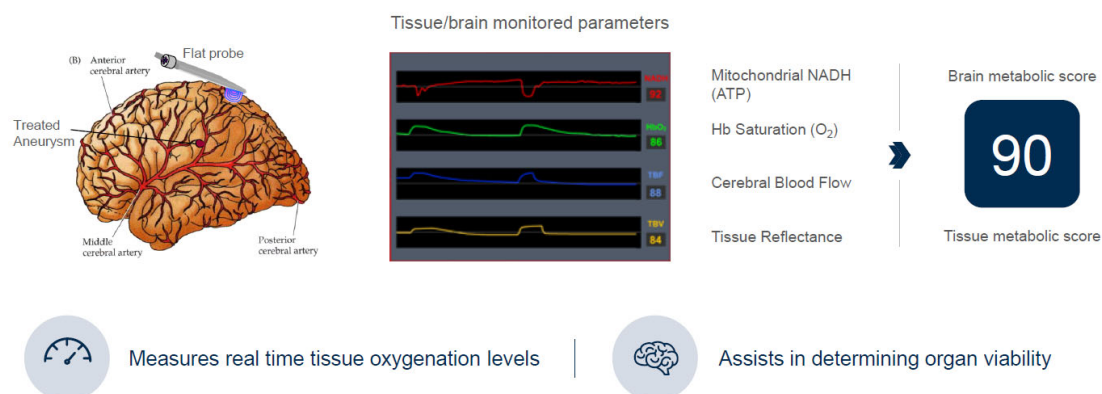 Tissue/brain monitored parameters
(B) Anterior
cerebral artery
Flat probe
Treated
Aneurysm
Middle
cerebral artery
Posterior
cerebral artery
NADH
92
HbO₂
86
TBF
88
TBV
84
Mitochondrial NADH
(ATP)
Hb Saturation (O₂)
Cerebral Blood Flow
Tissue Reflectance
Brain metabolic score
90
Tissue metabolic score
Measures real time tissue oxygenation levels
Assists in determining organ viability